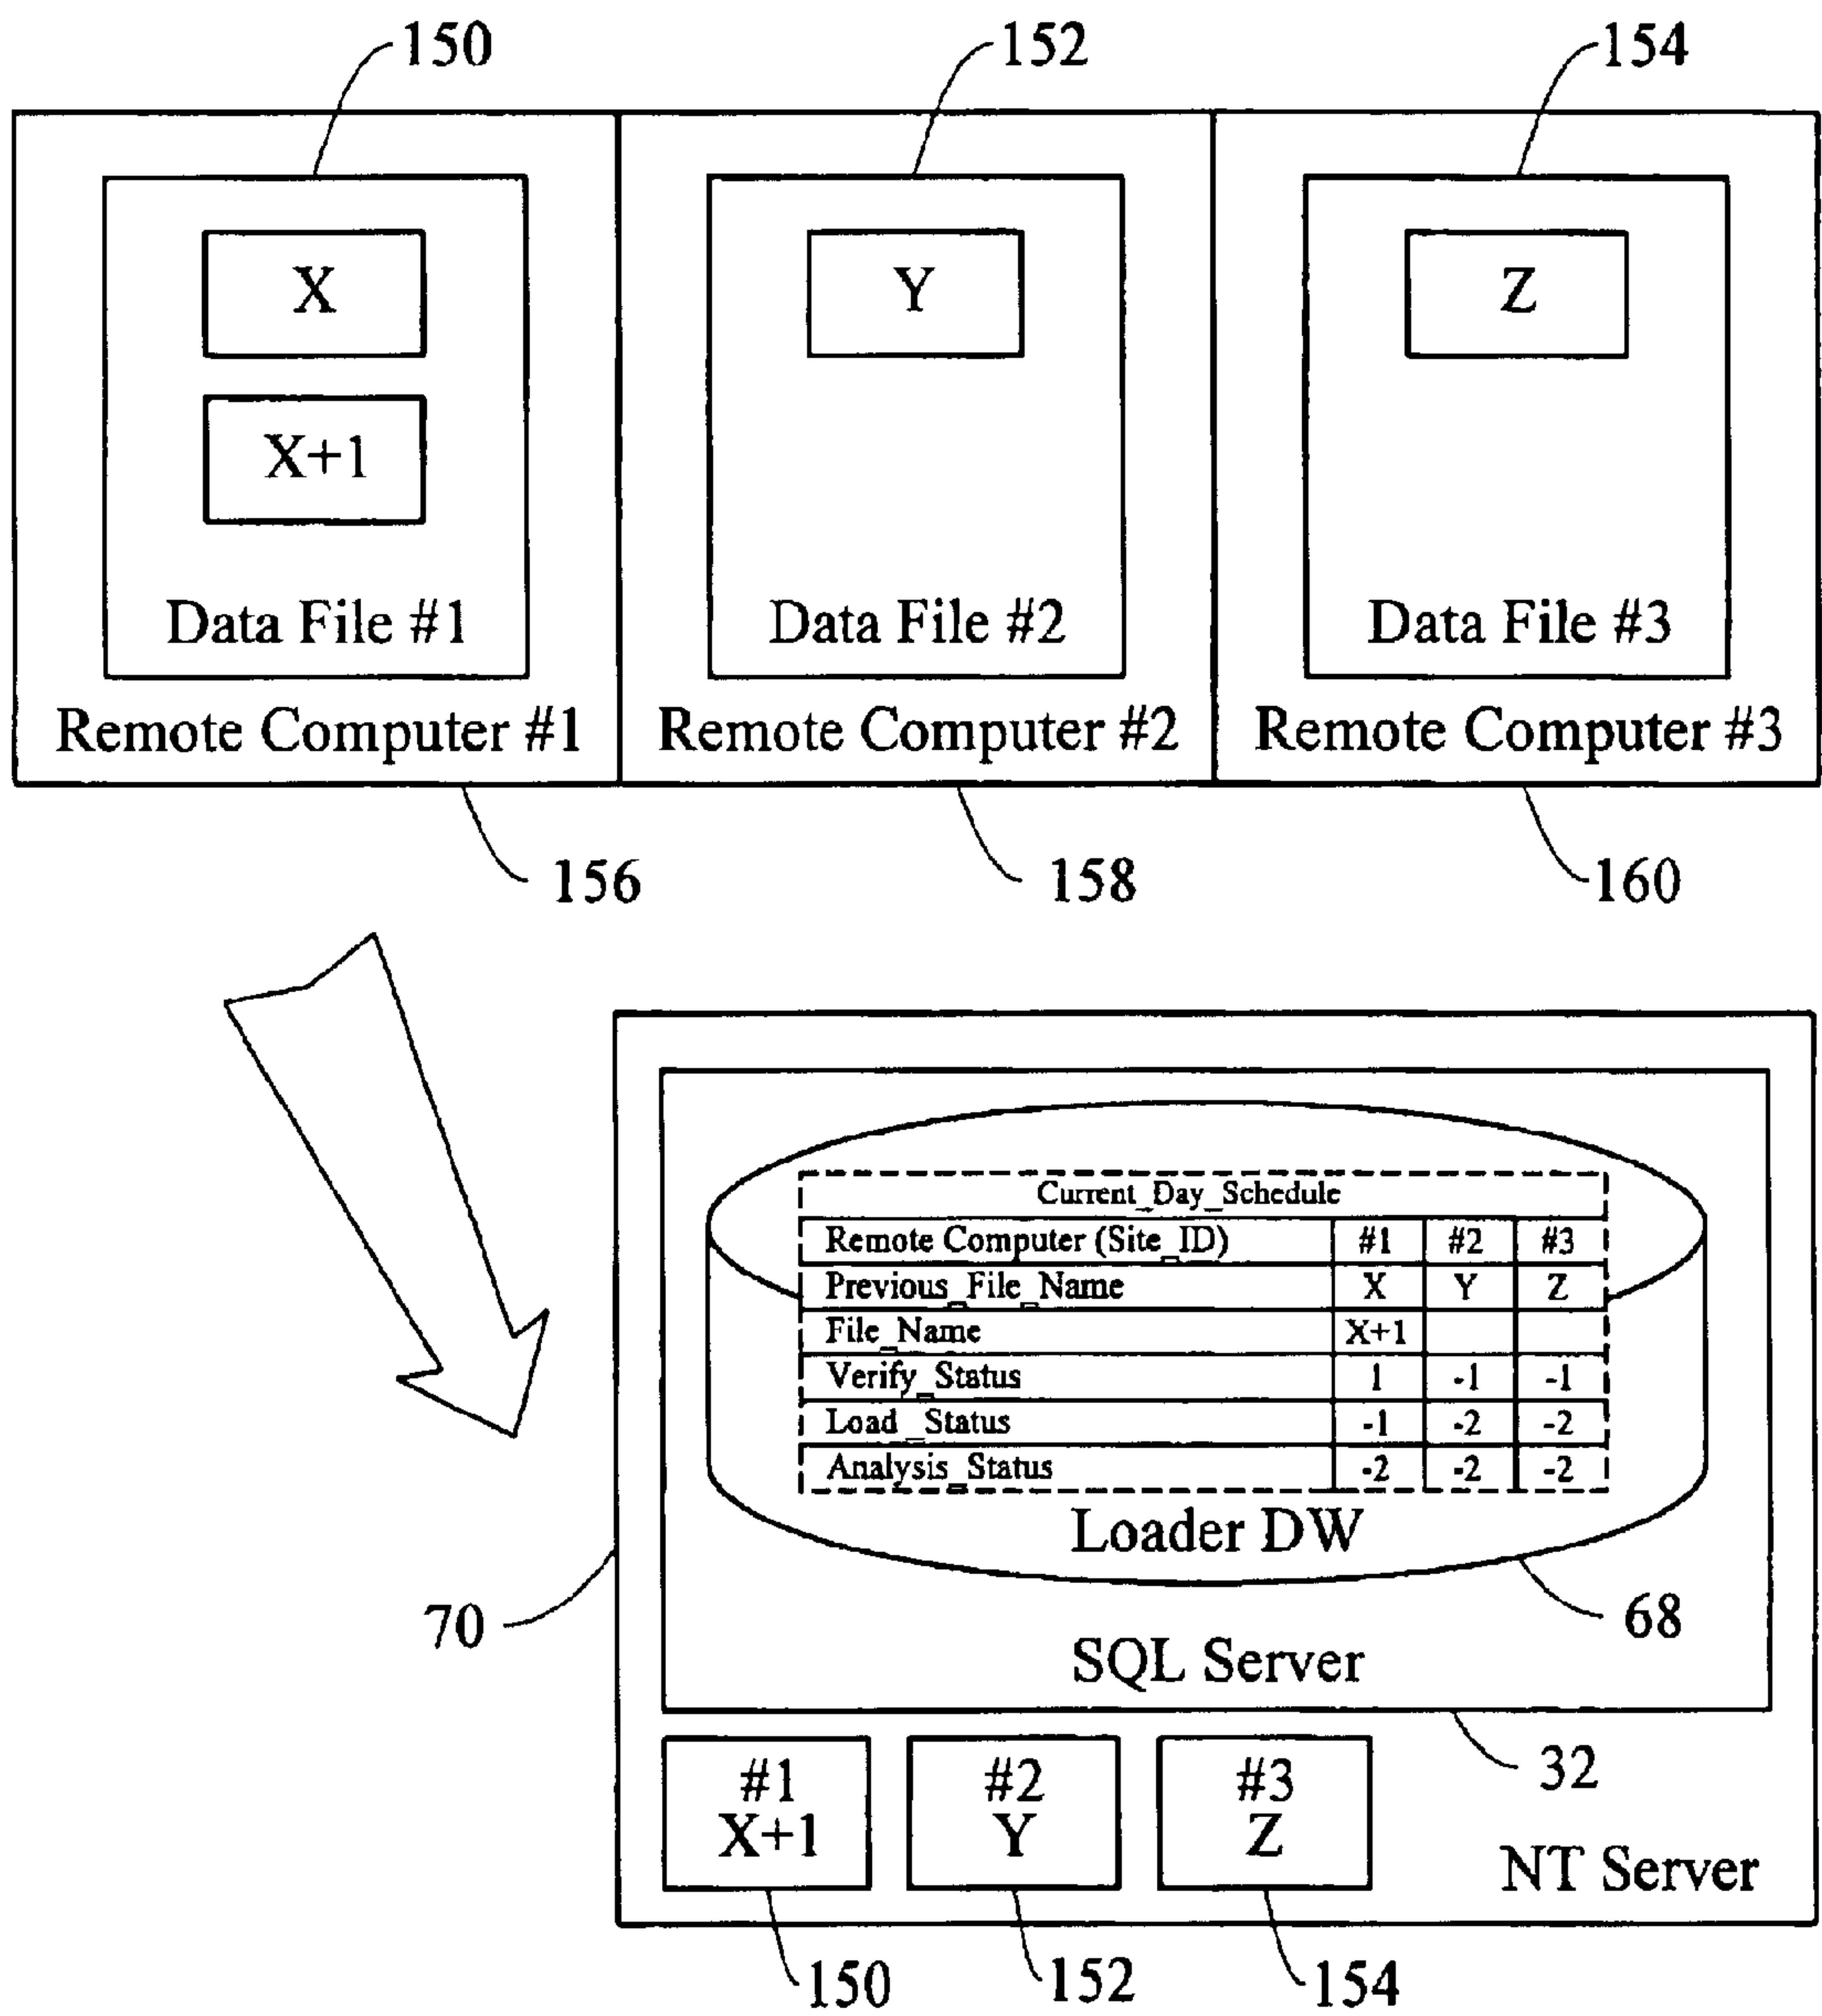 150 152 154
X Y Z
X+1
Data File #1 Data File #2 Data File #3
Remote Computer #1 Remote Computer #2 Remote Computer #3
156 158 160
Current_Day_Schedule
Remote Computer (Site_ID) #1 #2 #3
Previous_File_Name X Y Z
File_Name X+1
Verify_Status 1 -1 -1
Load_Status -1 -2 -2
Analysis_Status -2 -2 -2
Loader DW
70 68
SQL Server
32
#1 #2 #3
X+1 Y Z
NT Server
150 152 154